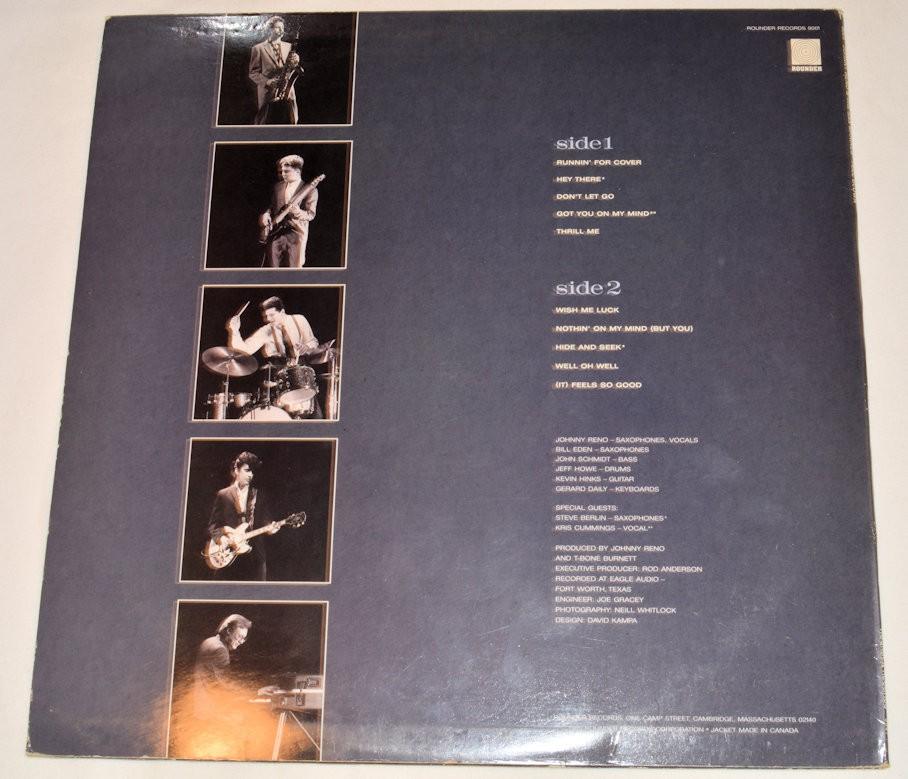 ROUNDER RECORDS
ROUNDER
side 1
RUNNIN' FOR COVER
HEY THERE*
DON'T LET GO
GOT YOU ON MY MIND**
THRILL ME
side 2
WISH ME LUCK
NOTHIN' ON MY MIND (BUT YOU)
HIDE AND SEEK*
WELL OH WELL
(IT) FEELS SO GOOD
JOHNNY RENO – SAXOPHONES, VOCALS
BILL EDEN – SAXOPHONES
JOHN SCHMIDT – BASS
JEFF HOWE – DRUMS
KEVIN HINKS – GUITAR
GERARD DAILY – KEYBOARDS
SPECIAL GUESTS:
STEVE BERLIN – SAXOPHONES*
KRIS CUMMINGS – VOCAL**
PRODUCED BY JOHNNY RENO
AND T-BONE BURNETT
EXECUTIVE PRODUCER: ROD ANDERSON
RECORDED AT EAGLE AUDIO –
FORT WORTH, TEXAS
ENGINEER: JOE GRACEY
PHOTOGRAPHY: NEILL WHITLOCK
DESIGN: DAVID KAMPA
ROUNDER RECORDS, ONE CAMP STREET, CAMBRIDGE, MASSACHUSETTS 02140
CORPORATION • JACKET MADE IN CANADA